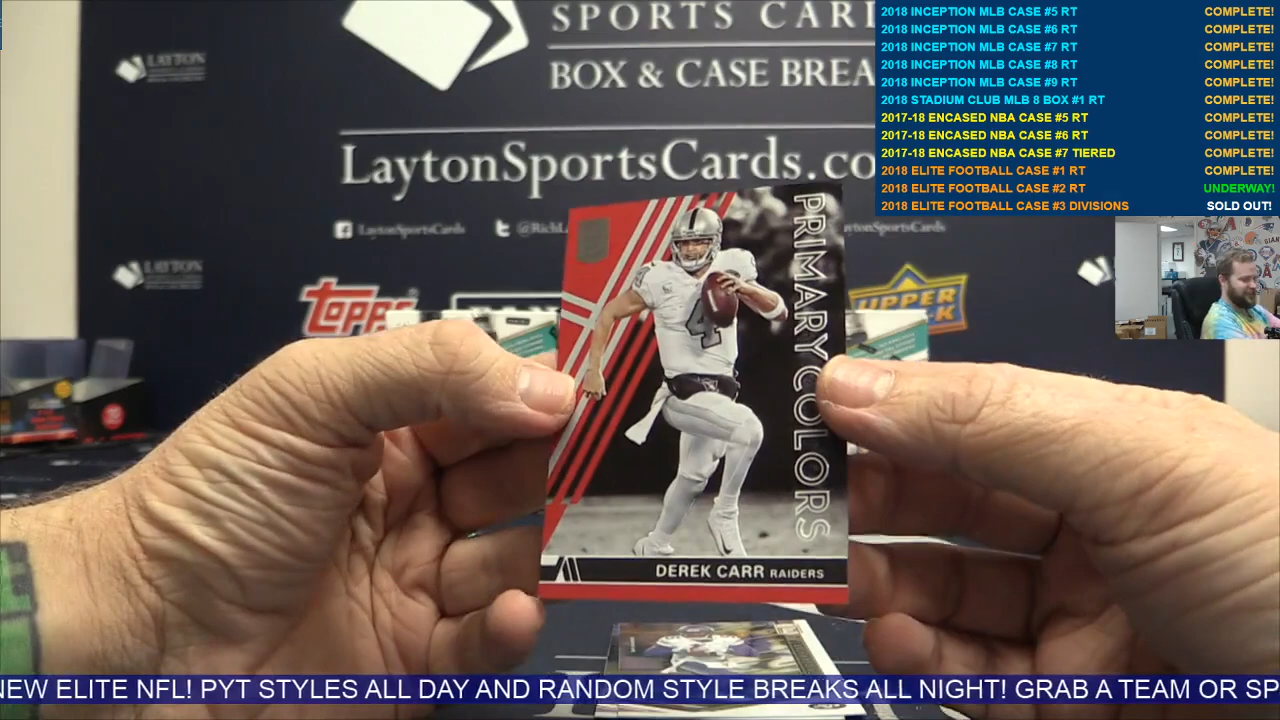 SPORTS CAR
BOX & CASE BREA
LaytonSportsCards.co
LaytonSportsCards
LAYTON
LAYTON
TOPPS
UPPER
2018 INCEPTION MLB CASE #5 RT COMPLETE!
2018 INCEPTION MLB CASE #6 RT COMPLETE!
2018 INCEPTION MLB CASE #7 RT COMPLETE!
2018 INCEPTION MLB CASE #8 RT COMPLETE!
2018 INCEPTION MLB CASE #9 RT COMPLETE!
2018 STADIUM CLUB MLB 8 BOX #1 RT COMPLETE!
2017-18 ENCASED NBA CASE #5 RT COMPLETE!
2017-18 ENCASED NBA CASE #6 RT COMPLETE!
2017-18 ENCASED NBA CASE #7 TIERED COMPLETE!
2018 ELITE FOOTBALL CASE #1 RT COMPLETE!
2018 ELITE FOOTBALL CASE #2 RT UNDERWAY!
2018 ELITE FOOTBALL CASE #3 DIVISIONS SOLD OUT!
PRIMARY COLORS
4
DEREK CARR RAIDERS
NEW ELITE NFL! PYT STYLES ALL DAY AND RANDOM STYLE BREAKS ALL NIGHT! GRAB A TEAM OR SP